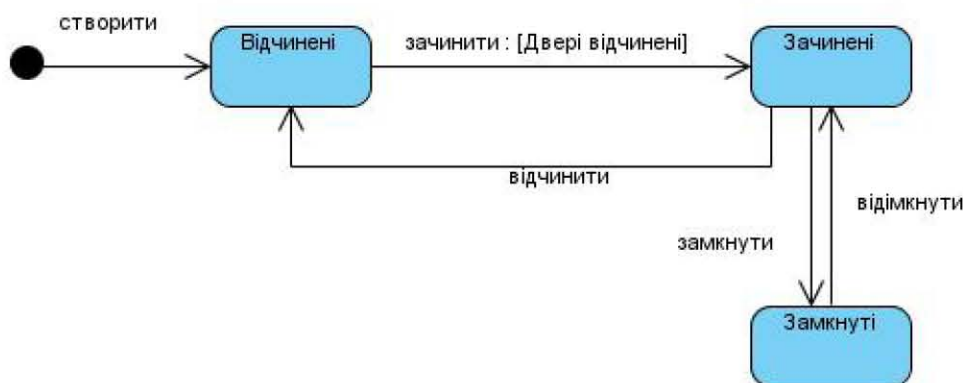 створити
Відчинені
зачинити : [Двері відчинені]
Зачинені
відчинити
відімкнути
замкнути
Замкнуті